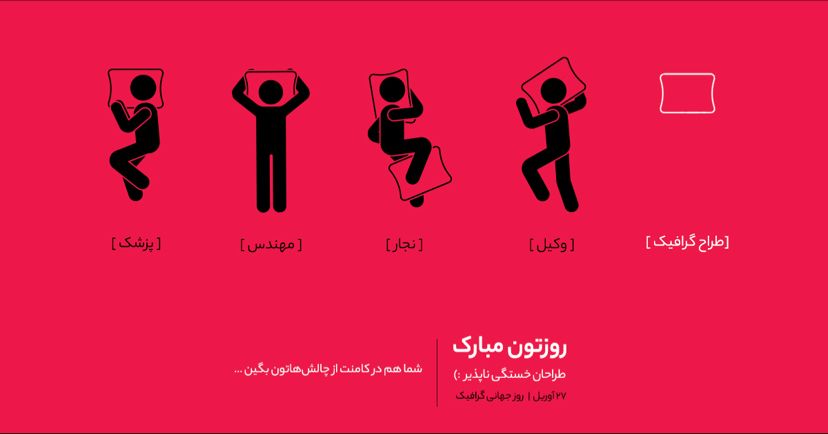 [ طراح گرافیک ]
[ وکیل ]
[ نجار ]
[ مهندس ]
[ پزشک ]
روزتون مبارک
طراحان خستگی ناپذیر :)
۲۷ آوریل | روز جهانی گرافیک
شما هم در کامنت از چالش‌هاتون بگین ...